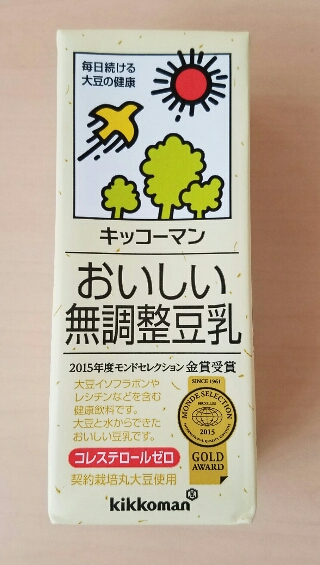 毎日続ける
大豆の健康
キッコーマン
おいしい
無調整豆乳
2015年度モンドセレクション金賞受賞
大豆イソフラボンや
レシチンなどを含む
健康飲料です。
大豆と水からできた
おいしい豆乳です。
コレステロールゼロ
契約栽培丸大豆使用
SINCE 1961
MONDE SELECTION
2015
GOLD
AWARD
kikkoman